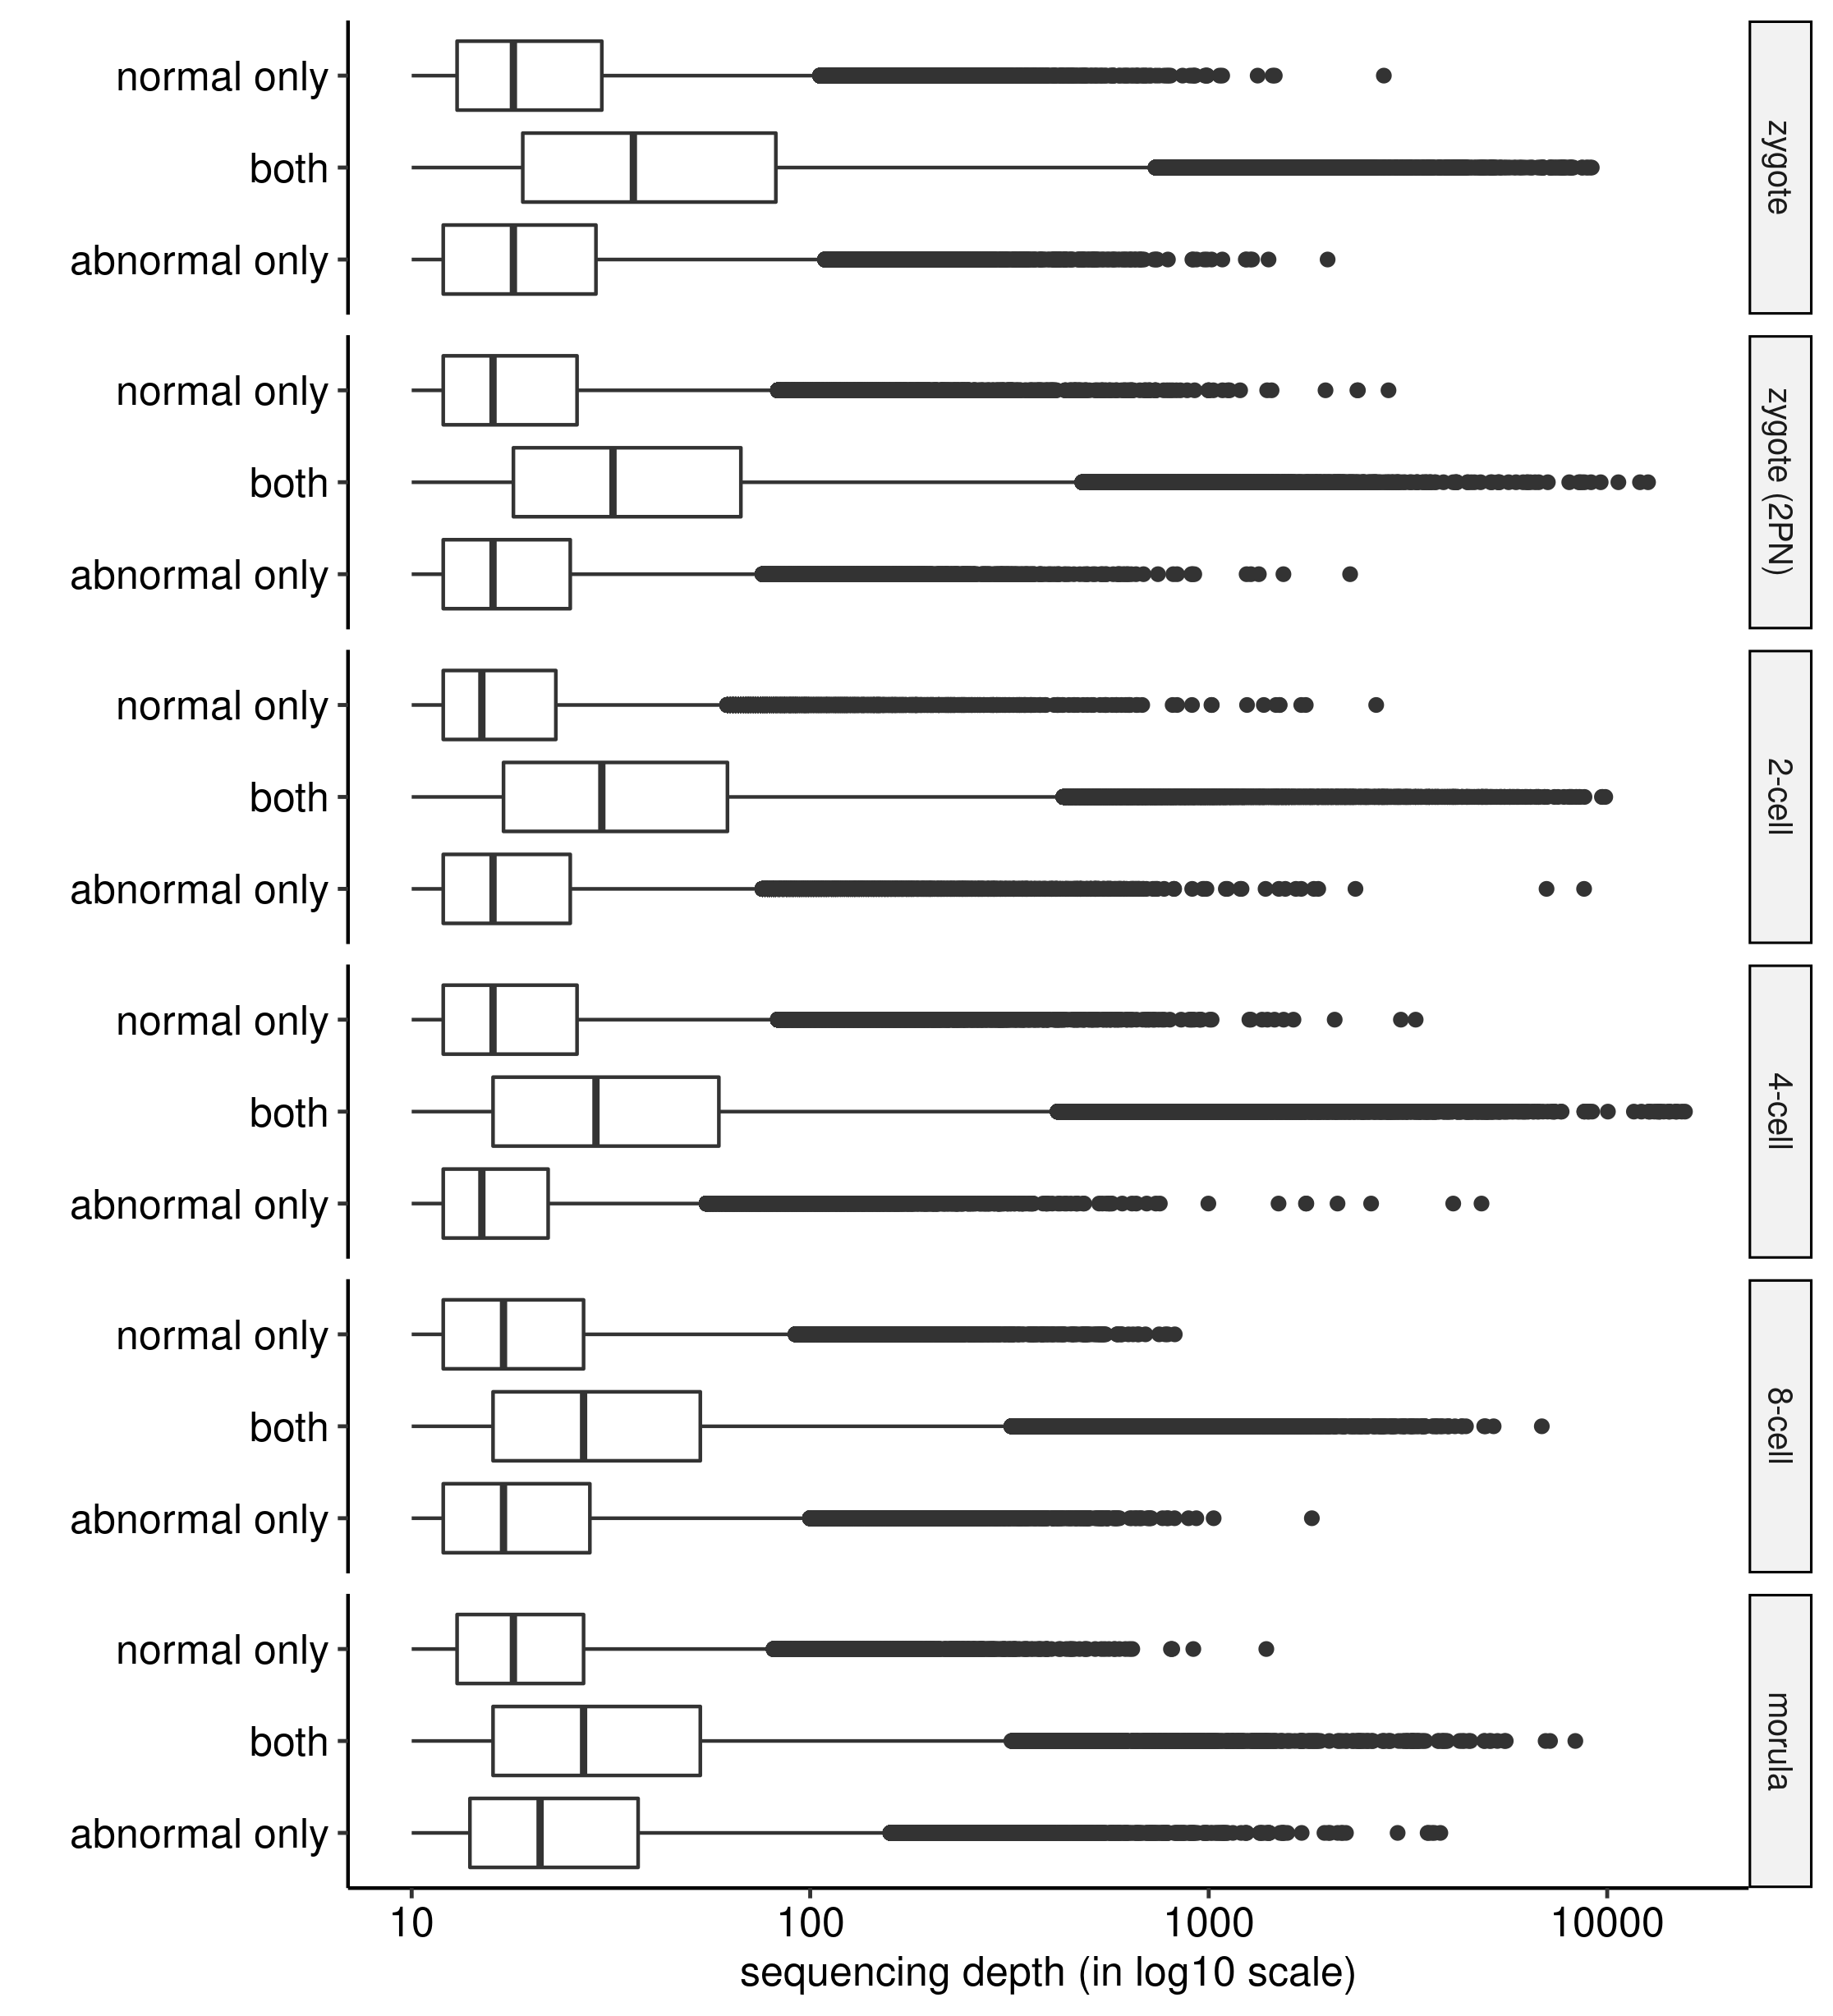 normal only
both
abnormal only
zygote
normal only
both
abnormal only
zygote (2PN)
normal only
both
abnormal only
2-cell
normal only
both
abnormal only
4-cell
normal only
both
abnormal only
8-cell
normal only
both
abnormal only
morula
10 100 1000 10000
sequencing depth (in log10 scale)